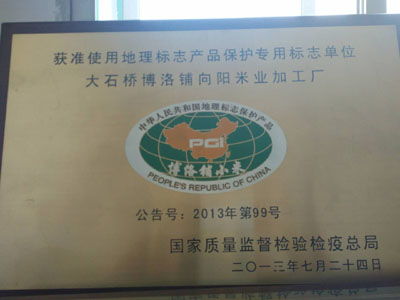 获准使用地理标志产品保护专用标志单位
大石桥博洛铺向阳米业加工厂
中华人民共和国地理标志保护产品
PGI
博洛铺小米
PEOPLE'S REPUBLIC OF CHINA
公告号：2013年第99号
国家质量监督检验检疫总局
二〇一三年七月二十四日